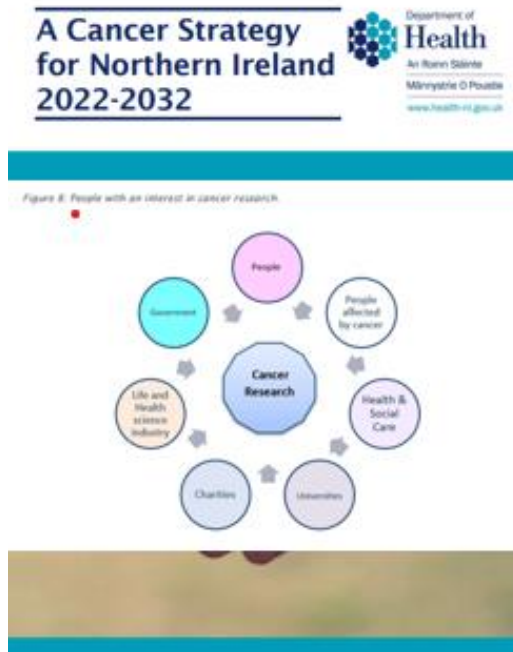 A Cancer Strategy
for Northern Ireland
2022-2032
Department of
Health
An Roinn Sláinte
Männystrie O Poustie
www.health-ni.gov.uk
Figure 8: People with an interest in cancer research.
People
People
affected
by cancer
Health &
Social
Care
Universities
Charities
Life and
Health
science
industry
Government
Cancer
Research